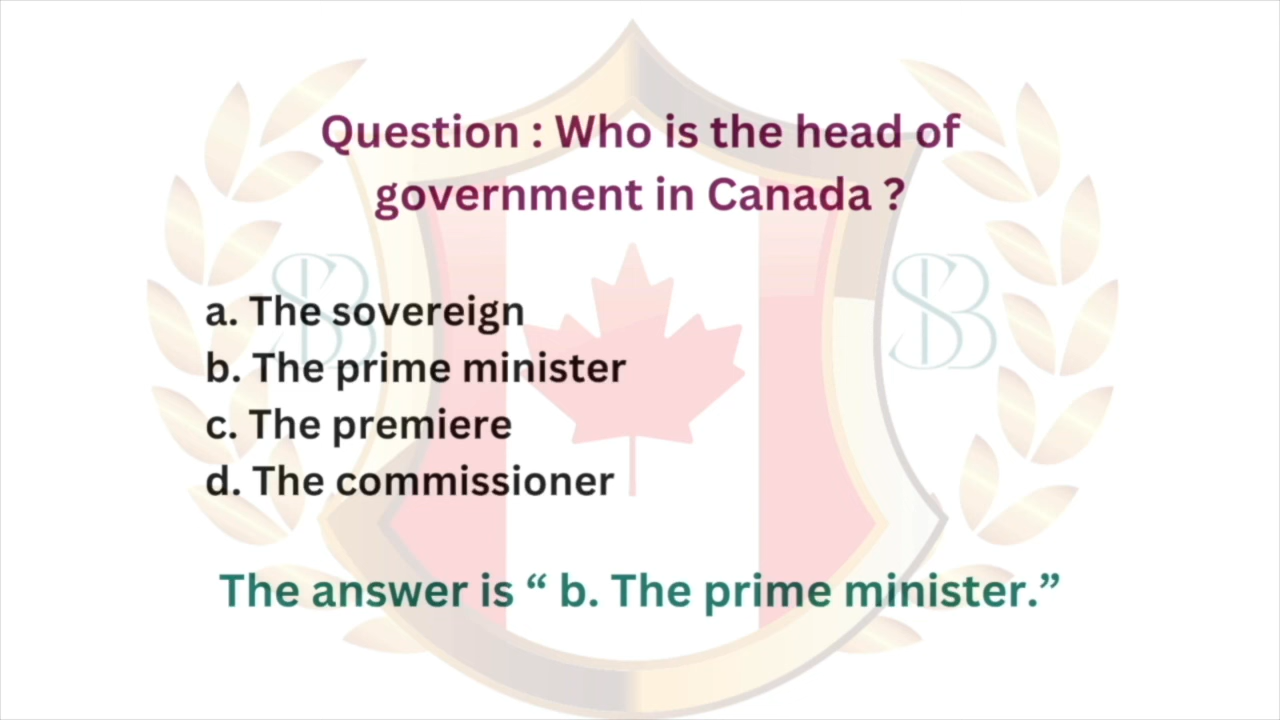 Question : Who is the head of
government in Canada ?
a. The sovereign
b. The prime minister
c. The premiere
d. The commissioner
The answer is “ b. The prime minister.”